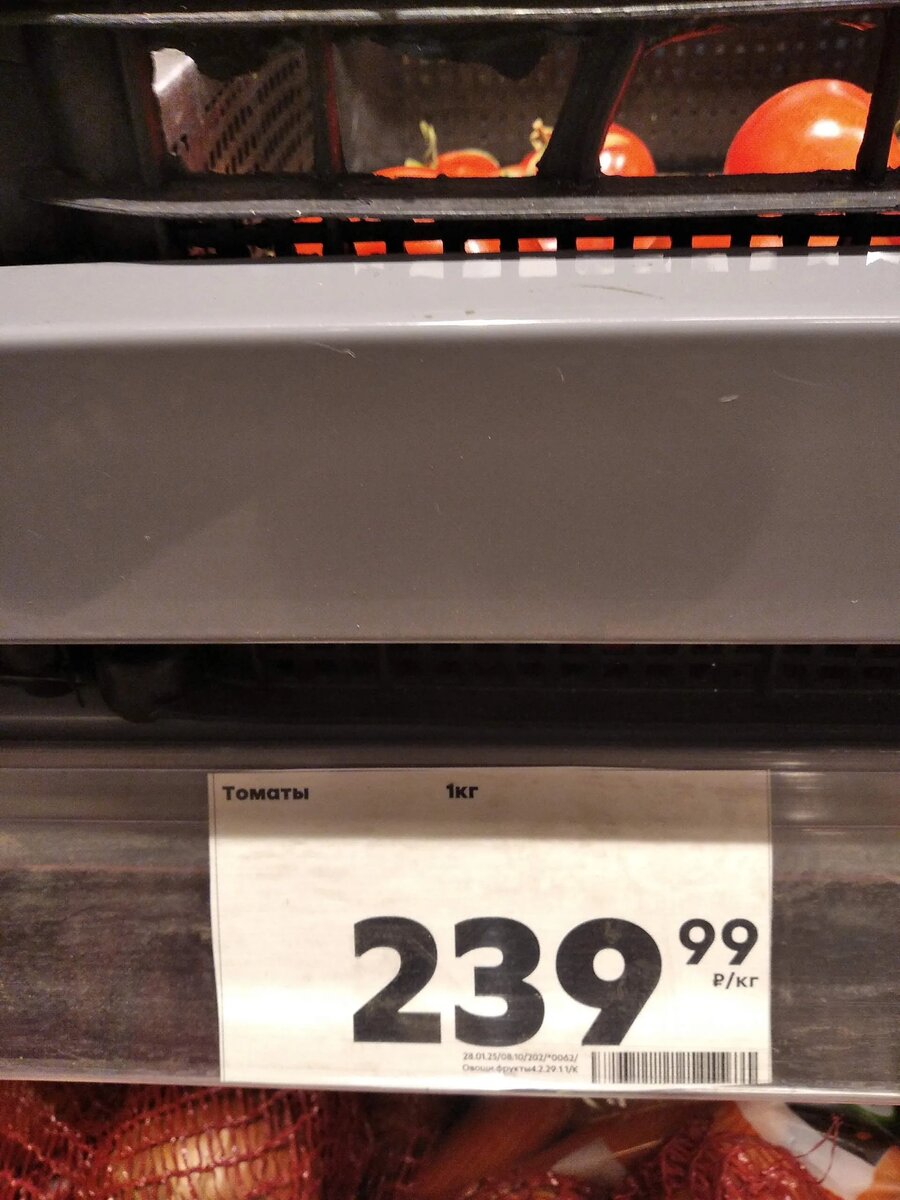 Томаты 1кг
239 99
₽/кг
28.01.25/08:10/202/*0062/
Овощи.фрукты4.2.29.1 1/К